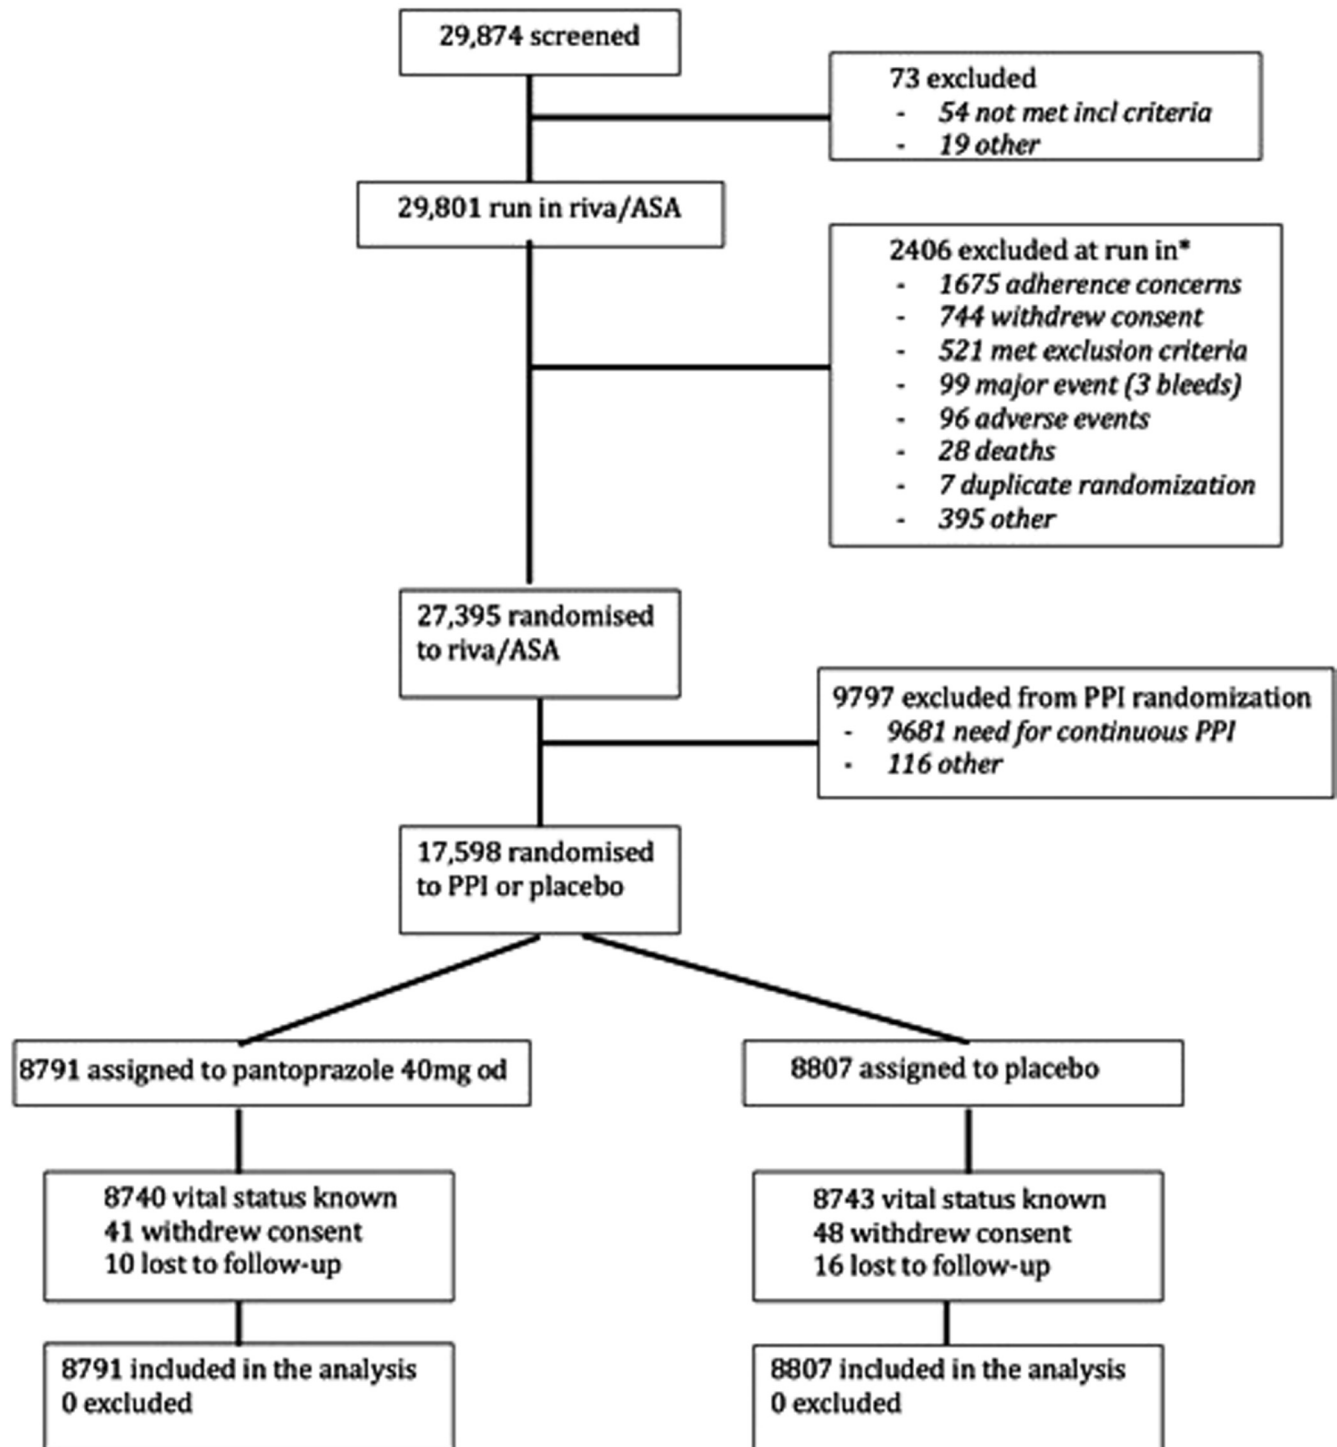 29,874 screened
73 excluded
- 54 not met incl criteria
- 19 other
29,801 run in riva/ASA
2406 excluded at run in*
- 1675 adherence concerns
- 744 withdrew consent
- 521 met exclusion criteria
- 99 major event (3 bleeds)
- 96 adverse events
- 28 deaths
- 7 duplicate randomization
- 395 other
27,395 randomised
to riva/ASA
9797 excluded from PPI randomization
- 9681 need for continuous PPI
- 116 other
17,598 randomised
to PPI or placebo
8791 assigned to pantoprazole 40mg od
8807 assigned to placebo
8740 vital status known
41 withdrew consent
10 lost to follow-up
8743 vital status known
48 withdrew consent
16 lost to follow-up
8791 included in the analysis
0 excluded
8807 included in the analysis
0 excluded